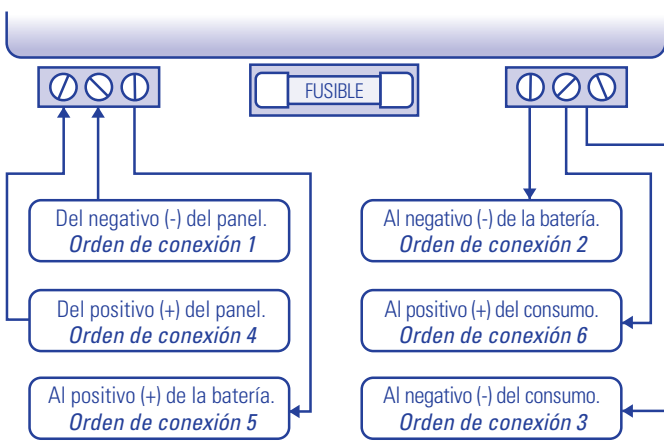 FUSIBLE
Del negativo (-) del panel.
Orden de conexión 1
Al negativo (-) de la batería.
Orden de conexión 2
Del positivo (+) del panel.
Orden de conexión 4
Al positivo (+) del consumo.
Orden de conexión 6
Al positivo (+) de la batería.
Orden de conexión 5
Al negativo (-) del consumo.
Orden de conexión 3